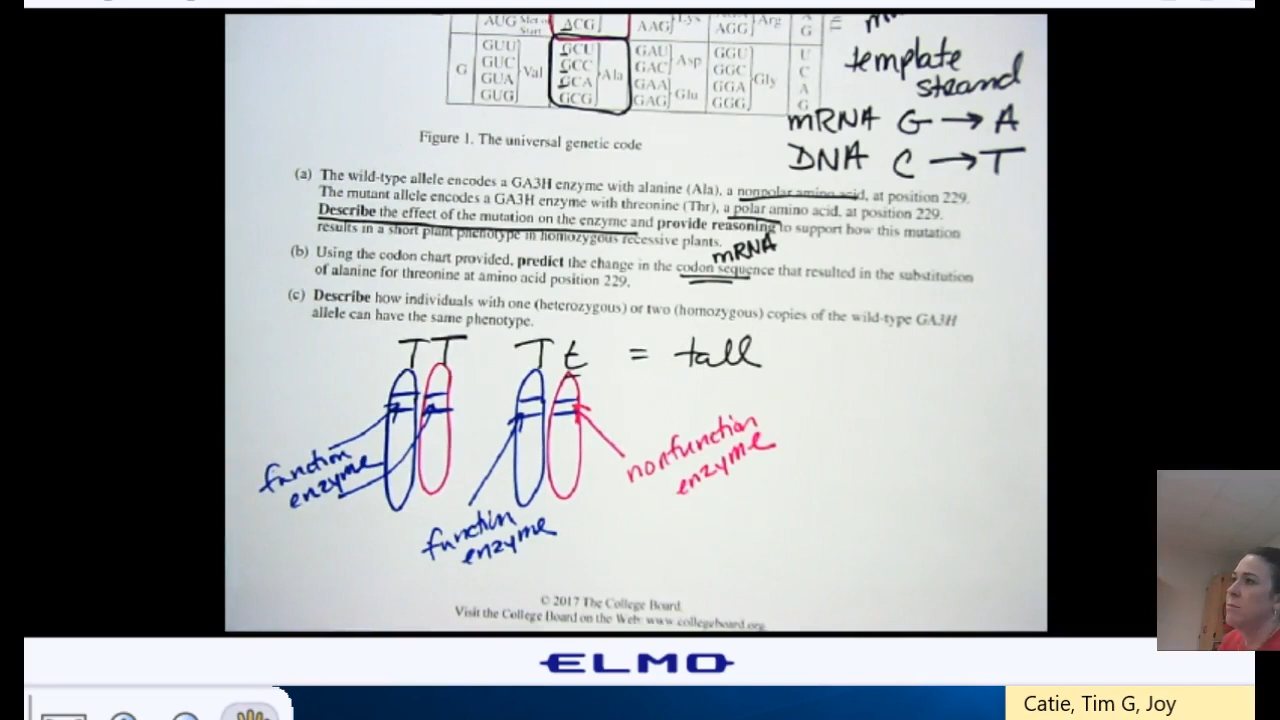 AUG Met or Start ACG AAG Lys AGG Arg G
G GUU GUC GUA GUG Val GCU GCC GCA GCG Ala GAU GAC Asp GAA GAG Glu GGU GGC GGA GGG Gly U C A G
template
strand
mRNA G → A
DNA C → T
Figure 1. The universal genetic code
(a) The wild-type allele encodes a GA3H enzyme with alanine (Ala), a nonpolar amino acid, at position 229.
The mutant allele encodes a GA3H enzyme with threonine (Thr), a polar amino acid, at position 229.
Describe the effect of the mutation on the enzyme and provide reasoning to support how this mutation
results in a short plant phenotype in homozygous recessive plants.
mRNA
(b) Using the codon chart provided, predict the change in the codon sequence that resulted in the substitution
of alanine for threonine at amino acid position 229.
(c) Describe how individuals with one (heterozygous) or two (homozygous) copies of the wild-type GA3H
allele can have the same phenotype.
TT Tt = tall
function
enzyme
function
enzyme
nonfunction
enzyme
© 2017 The College Board.
Visit the College Board on the Web: www.collegeboard.org.
ELMO
Catie, Tim G, Joy